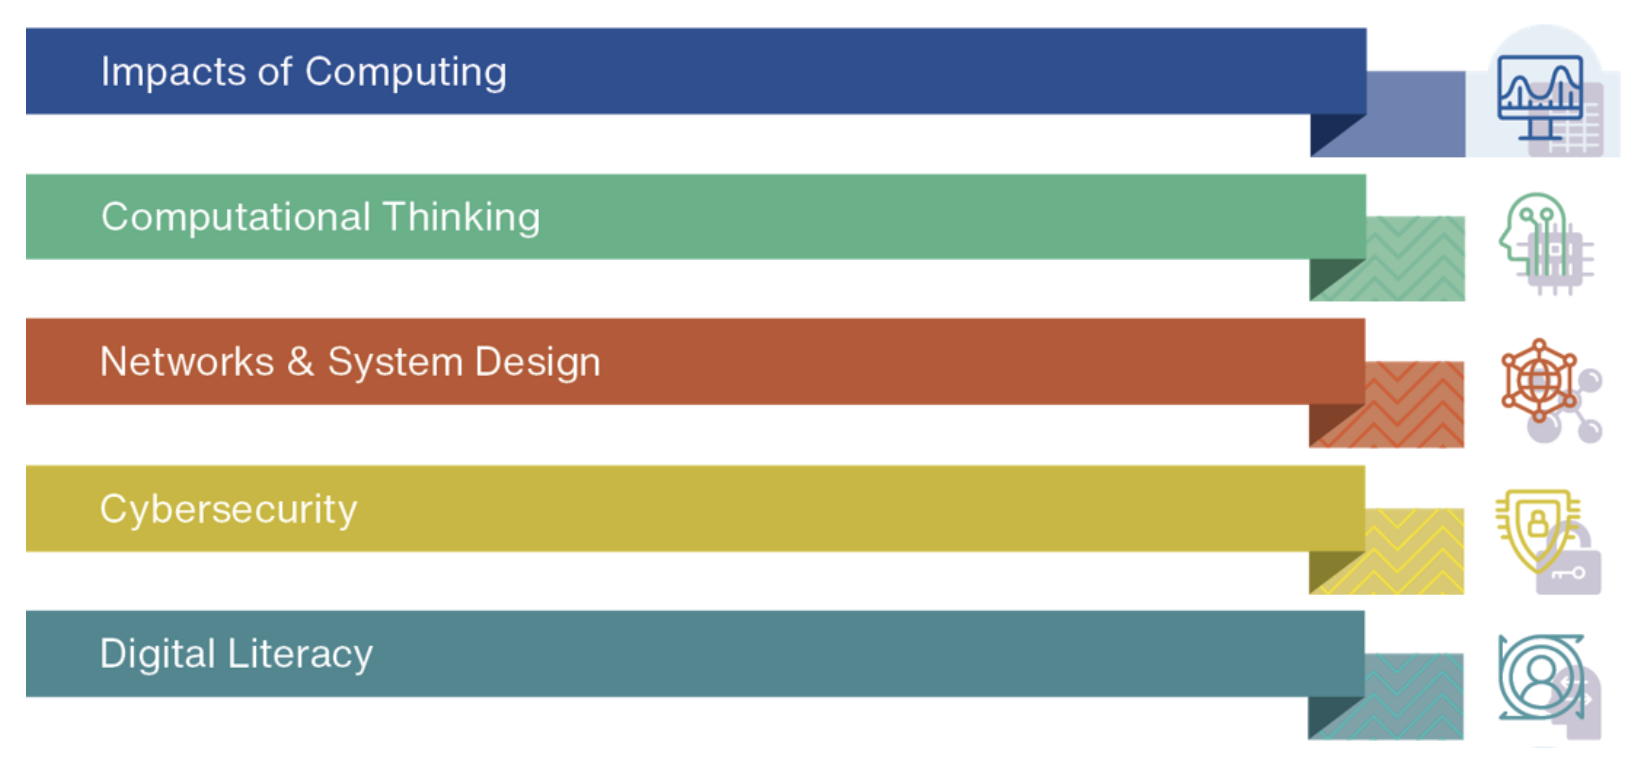 Impacts of Computing
Computational Thinking
Networks & System Design
Cybersecurity
Digital Literacy